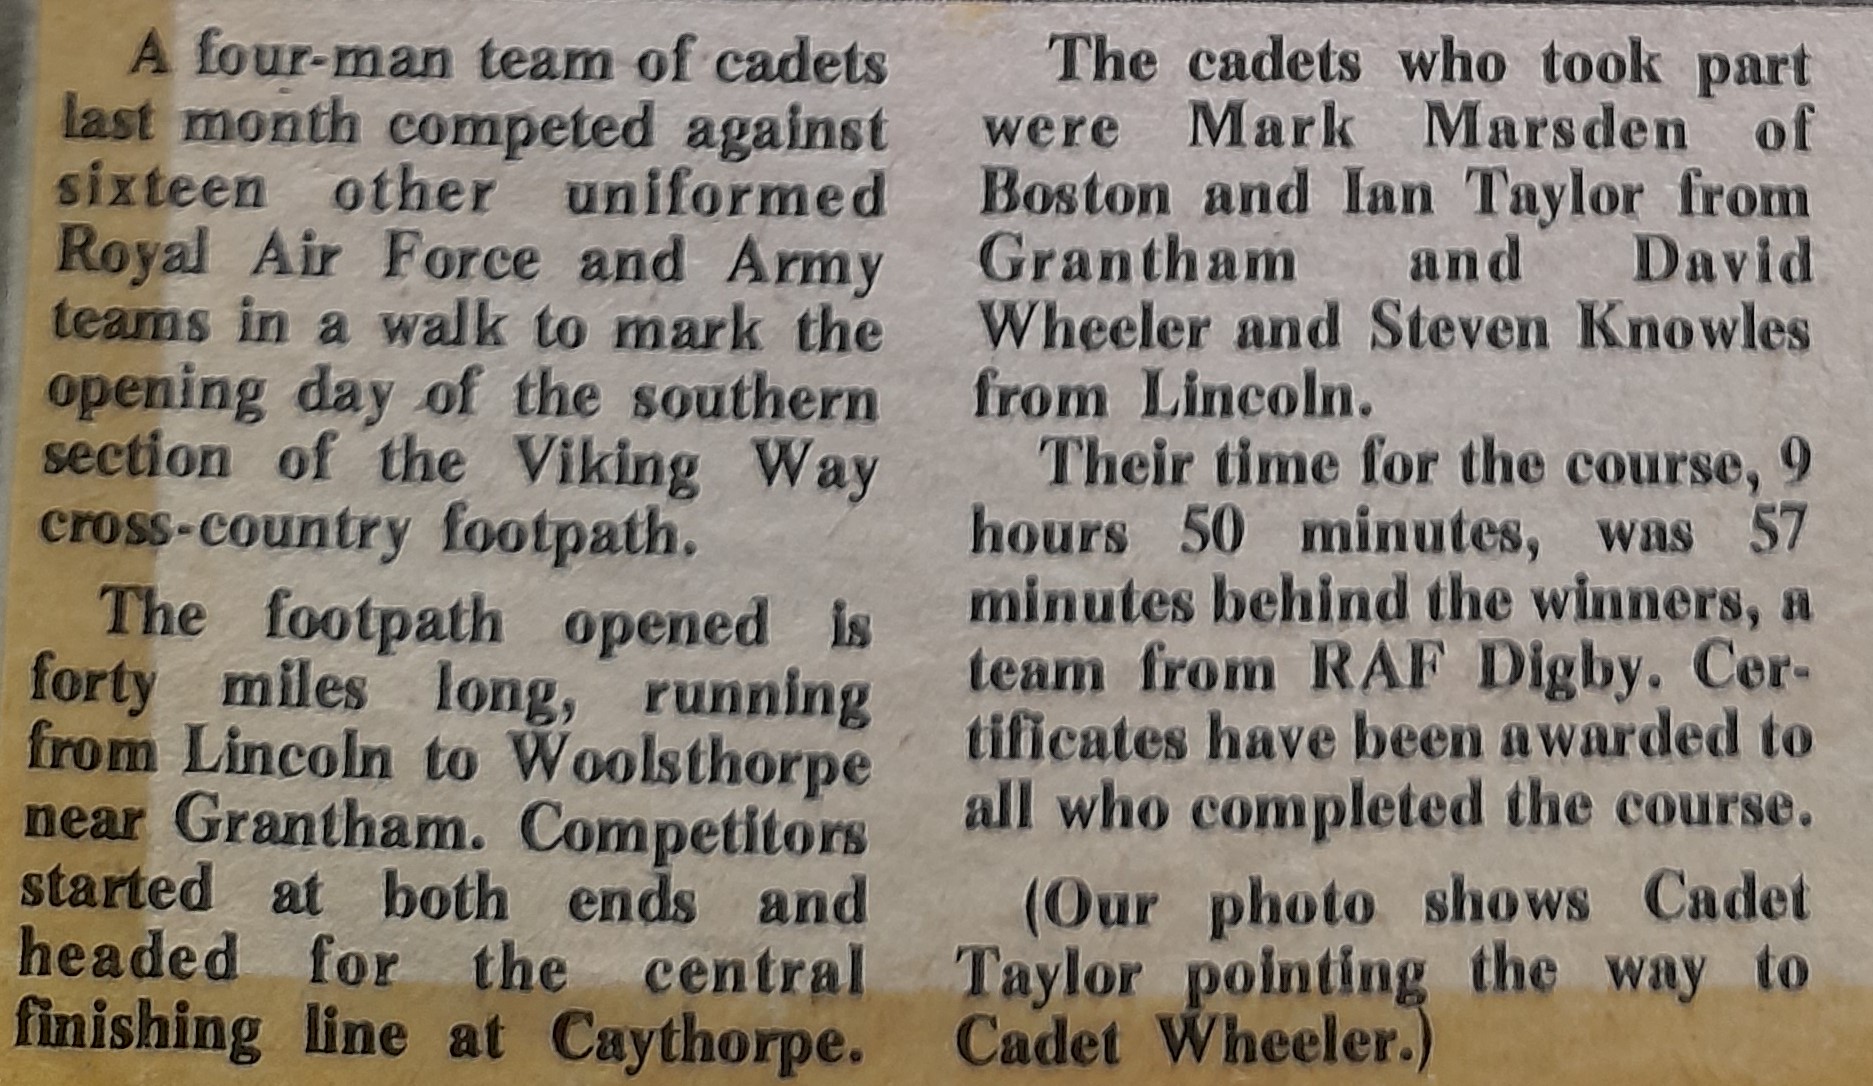 A four-man team of cadets
last month competed against
sixteen other uniformed
Royal Air Force and Army
teams in a walk to mark the
opening day of the southern
section of the Viking Way
cross-country footpath.
The footpath opened is
forty miles long, running
from Lincoln to Woolsthorpe
near Grantham. Competitors
started at both ends and
headed for the central
finishing line at Caythorpe.
The cadets who took part
were Mark Marsden of
Boston and Ian Taylor from
Grantham and David
Wheeler and Steven Knowles
from Lincoln.
Their time for the course, 9
hours 50 minutes, was 57
minutes behind the winners, a
team from RAF Digby. Cer-
tificates have been awarded to
all who completed the course.
(Our photo shows Cadet
Taylor pointing the way to
Cadet Wheeler.)